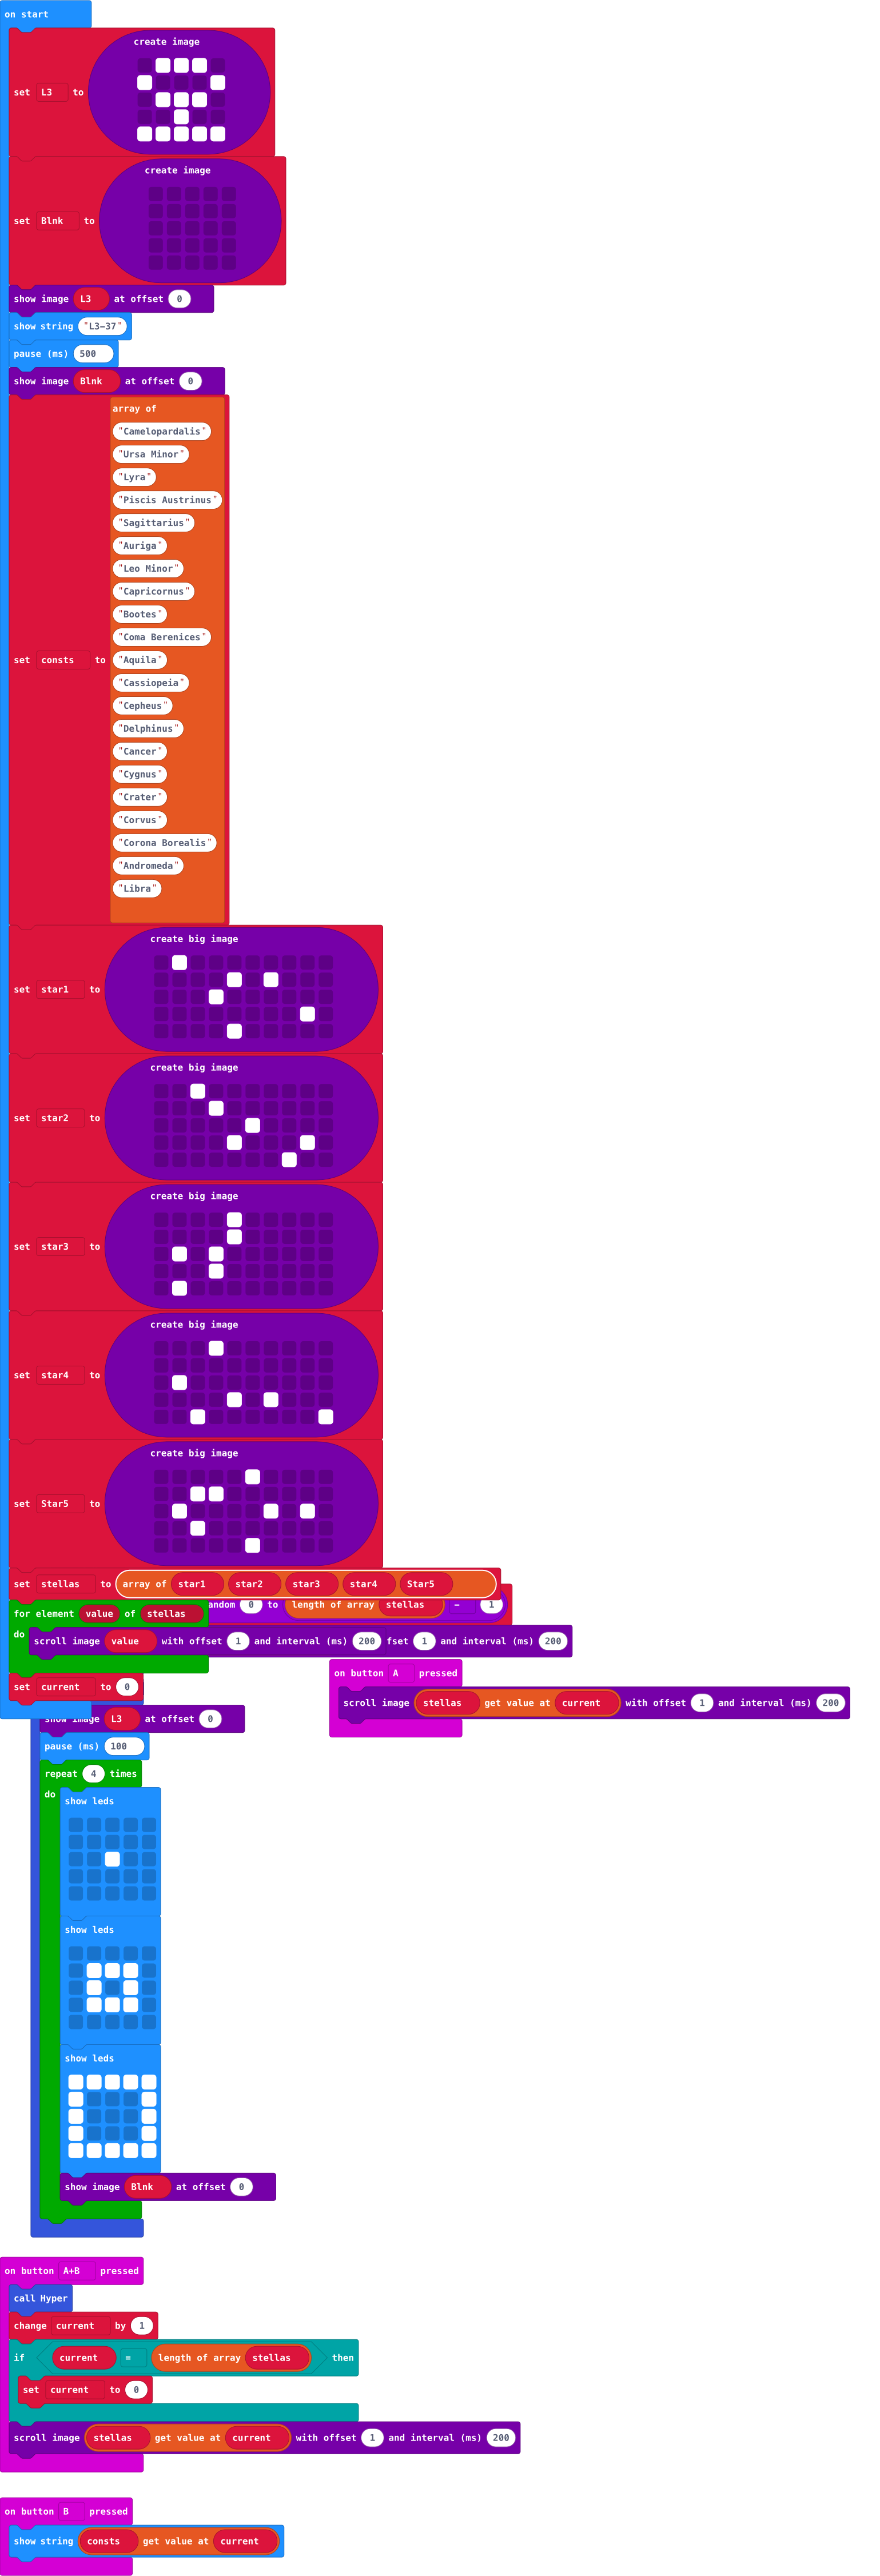 on start
create image
set L3 to
create image
set Blnk to
show image L3 at offset 0
show string "L3-37"
pause (ms) 500
show image Blnk at offset 0
array of
"Camelopardalis"
"Ursa Minor"
"Lyra"
"Piscis Austrinus"
"Sagittarius"
"Auriga"
"Leo Minor"
"Capricornus"
"Bootes"
"Coma Berenices"
set consts to "Aquila"
"Cassiopeia"
"Cepheus"
"Delphinus"
"Cancer"
"Cygnus"
"Crater"
"Corvus"
"Corona Borealis"
"Andromeda"
"Libra"
create big image
set star1 to
create big image
set star2 to
create big image
set star3 to
create big image
set star4 to
create big image
set Star5 to
set stellas to array of star1 star2 star3 star4 Star5
andom 0 to length of array stellas - 1
for element value of stellas
do scroll image value with offset 1 and interval (ms) 200 fset 1 and interval (ms) 200
on button A pressed
set current to 0
scroll image stellas get value at current with offset 1 and interval (ms) 200
show image L3 at offset 0
pause (ms) 100
repeat 4 times
do show leds
show leds
show leds
show image Blnk at offset 0
on button A+B pressed
call Hyper
change current by 1
if current = length of array stellas then
set current to 0
scroll image stellas get value at current with offset 1 and interval (ms) 200
on button B pressed
show string consts get value at current